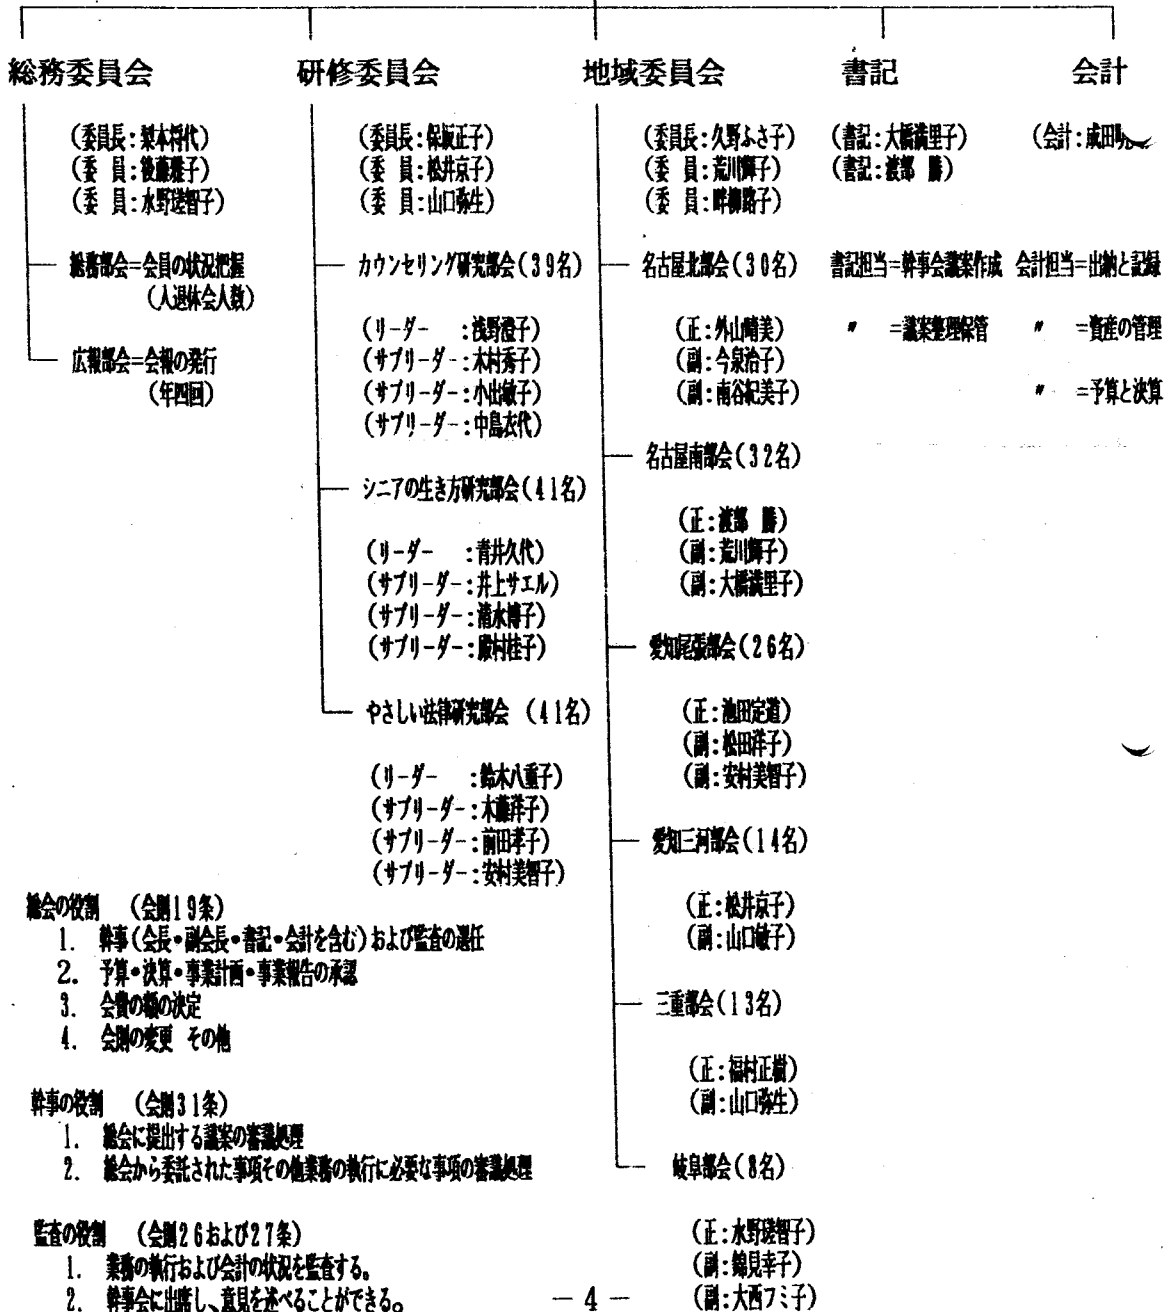 総務委員会
(委員長:梨本将代)
(委 員:後藤雅子)
(委 員:水野瑳智子)
総務部会=会員の状況把握
(入退休会人数)
広報部会=会報の発行
(年四回)
研修委員会
(委員長:保坂正子)
(委 員:松井京子)
(委 員:山口弥生)
カウンセリング研究部会(39名)
(リーダー :浅野澄子)
(サブリーダー:木村秀子)
(サブリーダー:小出敏子)
(サブリーダー:中島衣代)
シニアの生き方研究部会(41名)
(リーダー :青井久代)
(サブリーダー:井上サエル)
(サブリーダー:清水博子)
(サブリーダー:殿村桂子)
やさしい法律研究部会 (41名)
(リーダー :鈴木八重子)
(サブリーダー:木藤洋子)
(サブリーダー:前田孝子)
(サブリーダー:安村美智子)
地域委員会
(委員長:久野ふさ子)
(委 員:荒川輝子)
(委 員:畔柳路子)
名古屋北部会(30名)
(正:外山晴美)
(副:今泉治子)
(副:南谷紀美子)
名古屋南部会(32名)
(正:渡部 勝)
(副:荒川輝子)
(副:大橋満里子)
愛知尾張部会(26名)
(正:池田定道)
(副:松田洋子)
(副:安村美智子)
愛知三河部会(14名)
(正:松井京子)
(副:山口敏子)
三重部会(13名)
(正:福村正樹)
(副:山口弥生)
岐阜部会(8名)
(正:水野瑳智子)
(副:錦見幸子)
(副:大西フミ子)
書記
(書記:大橋満里子)
(書記:渡部 勝)
書記担当=幹事会議案作成
〃 =議案整理保管
会計
(会計:成田
会計担当=出納と記録
〃 =資産の管理
〃 =予算と決算
総会の役割 (会則19条)
1. 幹事(会長・副会長・書記・会計を含む)および監査の選任
2. 予算・決算・事業計画・事業報告の承認
3. 会費の額の決定
4. 会則の変更 その他
幹事の役割 (会則31条)
1. 総会に提出する議案の審議処理
2. 総会から委託された事項その他業務の執行に必要な事項の審議処理
監査の役割 (会則26および27条)
1. 業務の執行および会計の状況を監査する。
2. 幹事会に出席し、意見を述べることができる。
- 4 -